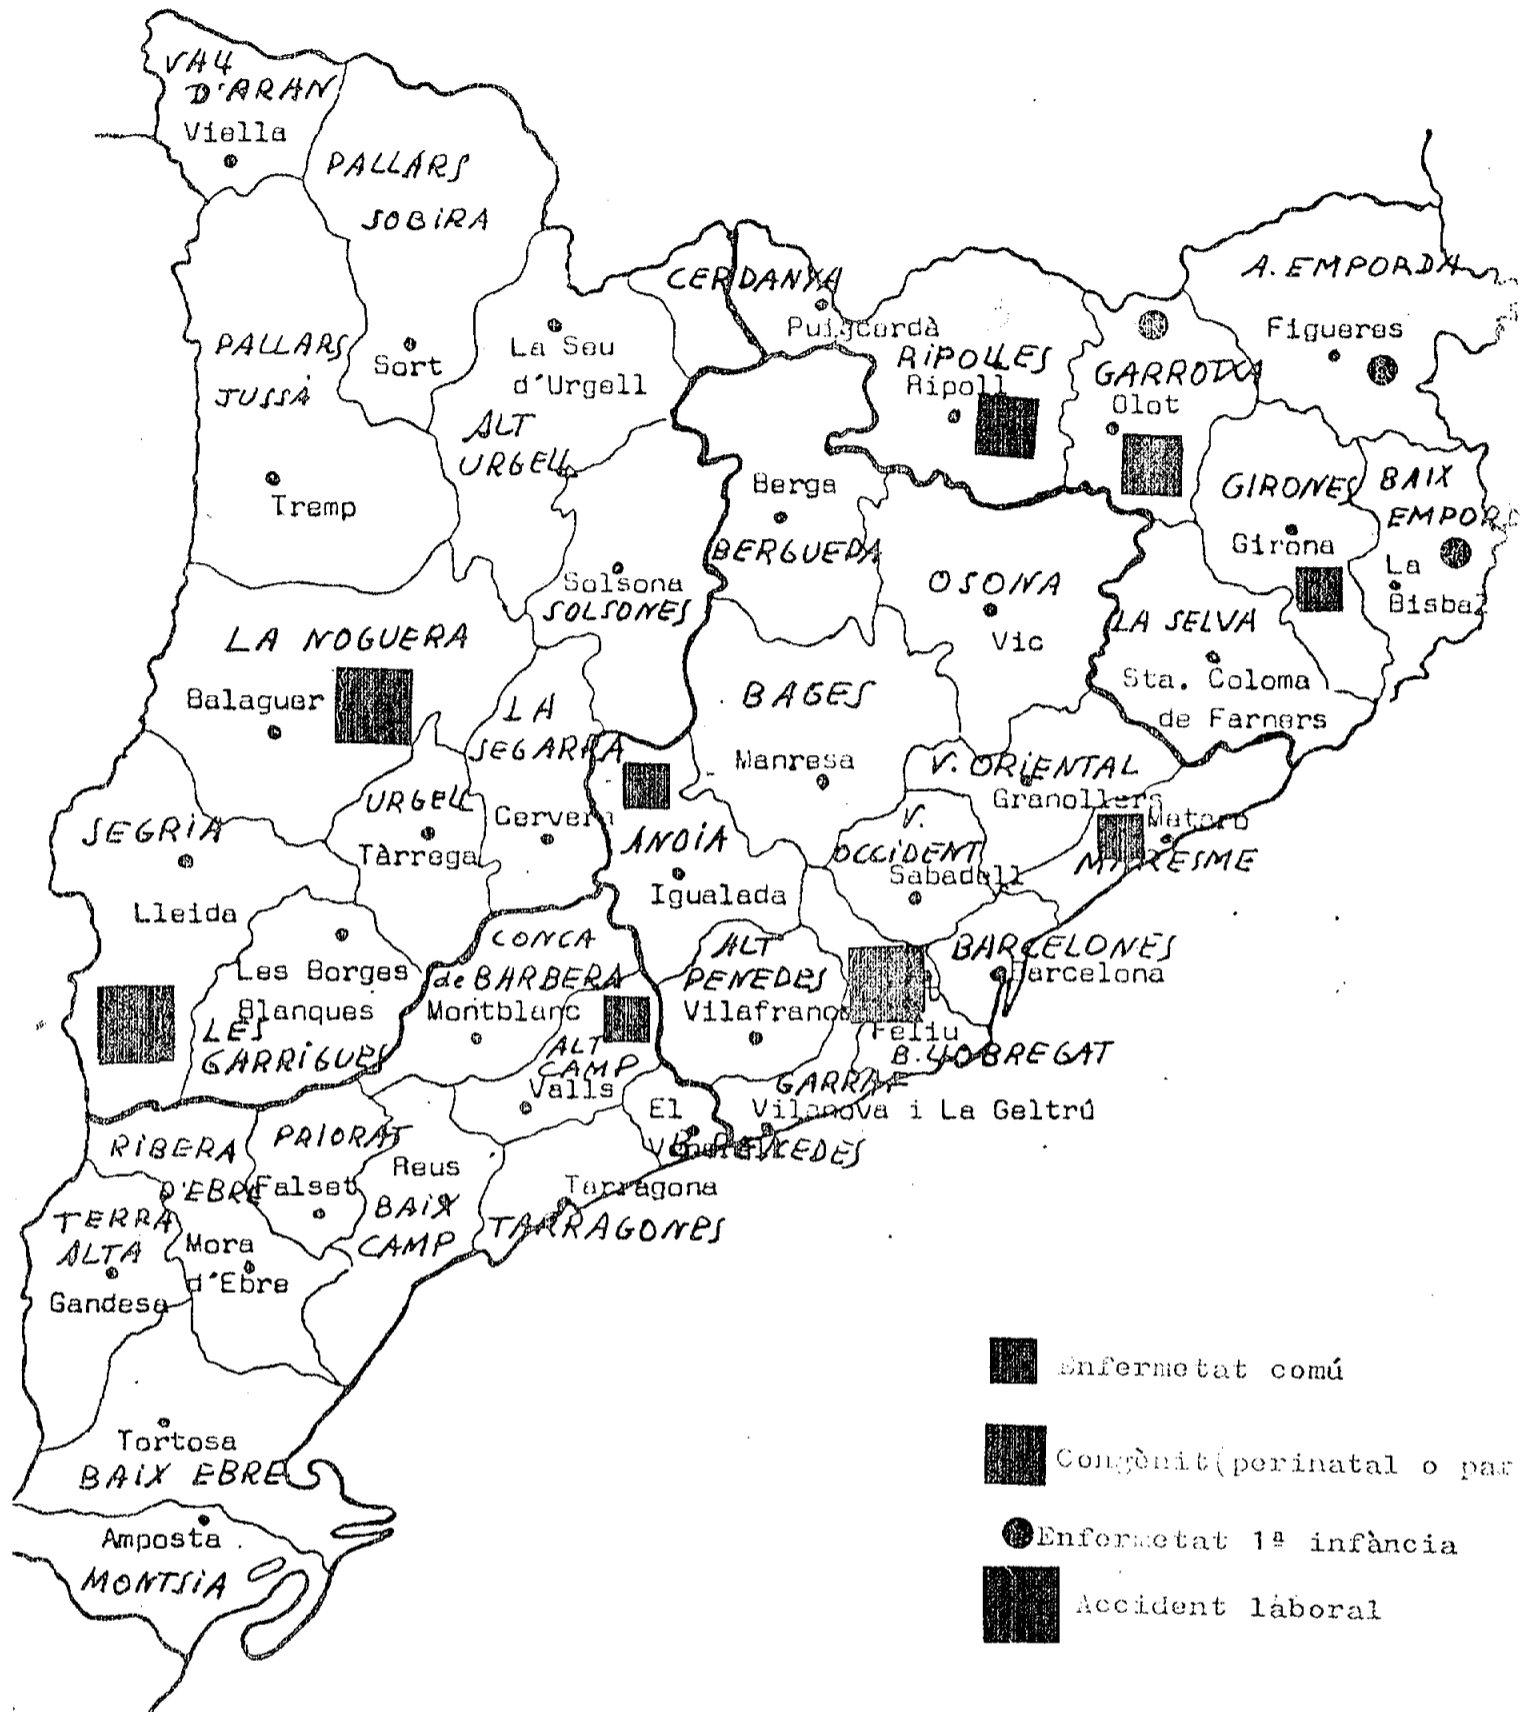 VALL
D'ARAN
Viella
PALLARS
SOBIRA
CERDANYA
Puigcerdà
A. EMPORDA
Figueres
PALLARS
JUSSÀ
Sort
La Seu
d'Urgell
RIPOLLES
Ripoll
GARROTXA
Olot
ALT
URGELL
Tremp
Berga
BERGUEDA
GIRONES
Girona
BAIX
EMPORD
La
Bisbal
Solsona
SOLSONES
OSONA
Vic
LA SELVA
Sta. Coloma
de Farners
LA NOGUERA
Balaguer
LA
SEGARRA
Cervera
BAGES
Manresa
V. ORIENTAL
Granollers
URGELL
Tàrrega
SEGRIA
Lleida
ANOIA
Igualada
V.
OCCIDENT
Sabadell
Mataro
MARESME
Les Borges
Blanques
LES
GARRIGUES
CONCA
de BARBERA
Montblanc
ALT
PENEDES
Vilafranca
BARCELONES
Barcelona
Feliu
B. LLOBREGAT
ALT
CAMP
Valls
GARRAF
Vilanova i La Geltrú
El
Vendrell
B. PENEDES
RIBERA
D'EBRE
Mora
d'Ebre
PRIORAT
Falset
Reus
BAIX
CAMP
Tarragona
TARRAGONES
TERRA
ALTA
Gandesa
Tortosa
BAIX EBRE
Amposta
MONTSIA
Enfermetat comú
Congènit(perinatal o par
Enfermetat 1ª infància
Accident laboral